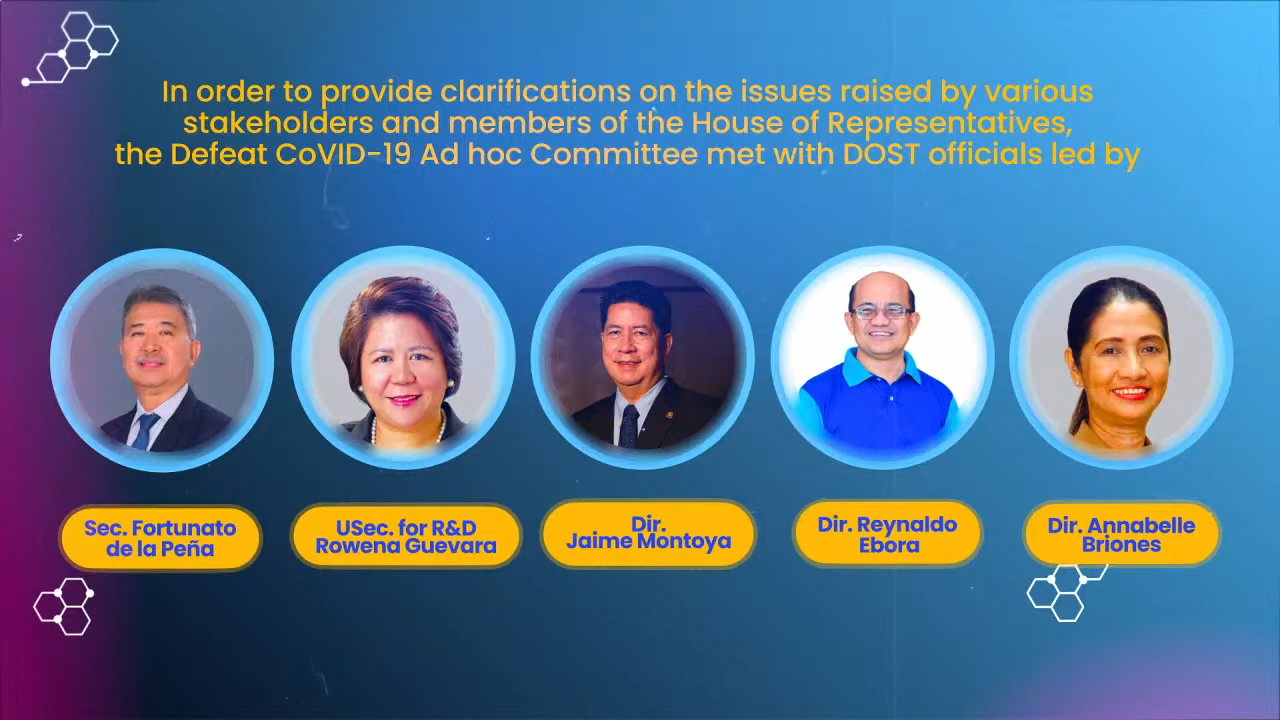 In order to provide clarifications on the issues raised by various
stakeholders and members of the House of Representatives,
the Defeat CoVID-19 Ad hoc Committee met with DOST officials led by
Sec. Fortunato
de la Peña
USec. for R&D
Rowena Guevara
Dir.
Jaime Montoya
Dir. Reynaldo
Ebora
Dir. Annabelle
Briones